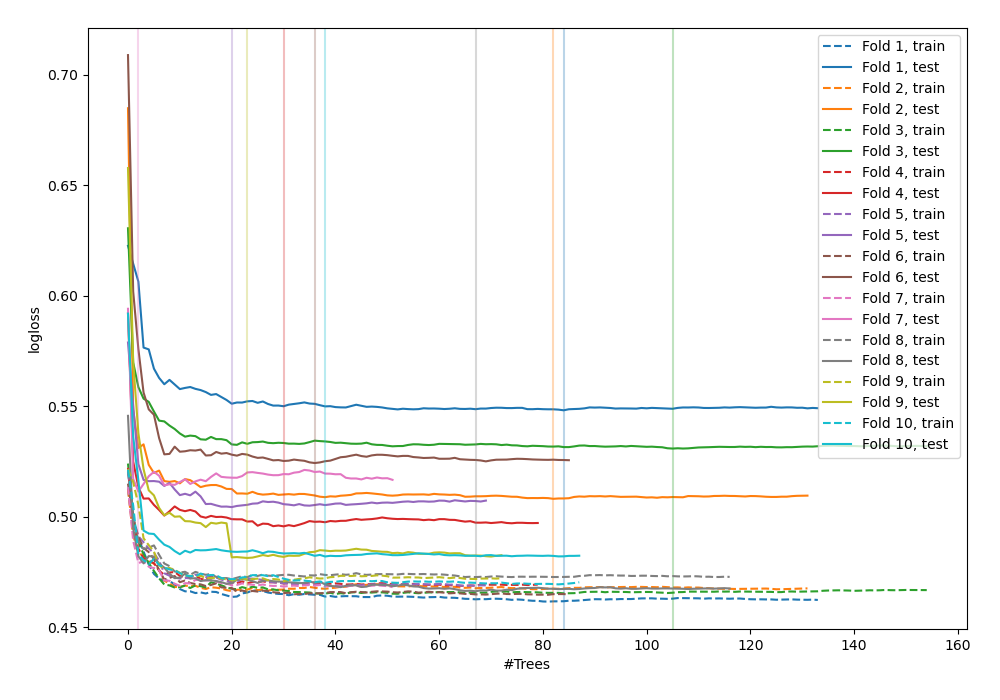 0.70
0.65
0.60
0.55
0.50
0.45
logloss
0 20 40 60 80 100 120 140 160
#Trees
Fold 1, train
Fold 1, test
Fold 2, train
Fold 2, test
Fold 3, train
Fold 3, test
Fold 4, train
Fold 4, test
Fold 5, train
Fold 5, test
Fold 6, train
Fold 6, test
Fold 7, train
Fold 7, test
Fold 8, train
Fold 8, test
Fold 9, train
Fold 9, test
Fold 10, train
Fold 10, test